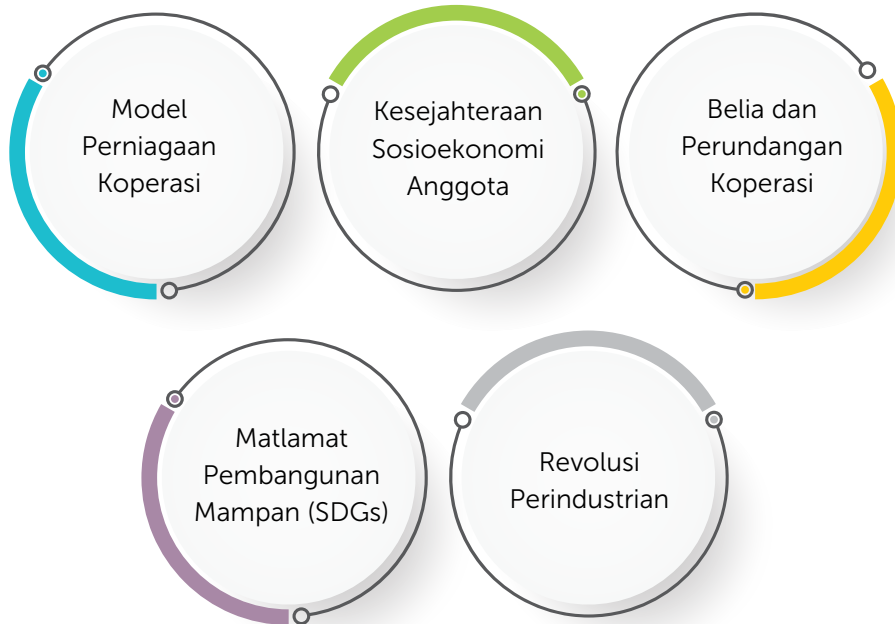 Model
Perniagaan
Koperasi
Kesejahteraan
Sosioekonomi
Anggota
Belia dan
Perundangan
Koperasi
Matlamat
Pembangunan
Mampan (SDGs)
Revolusi
Perindustrian